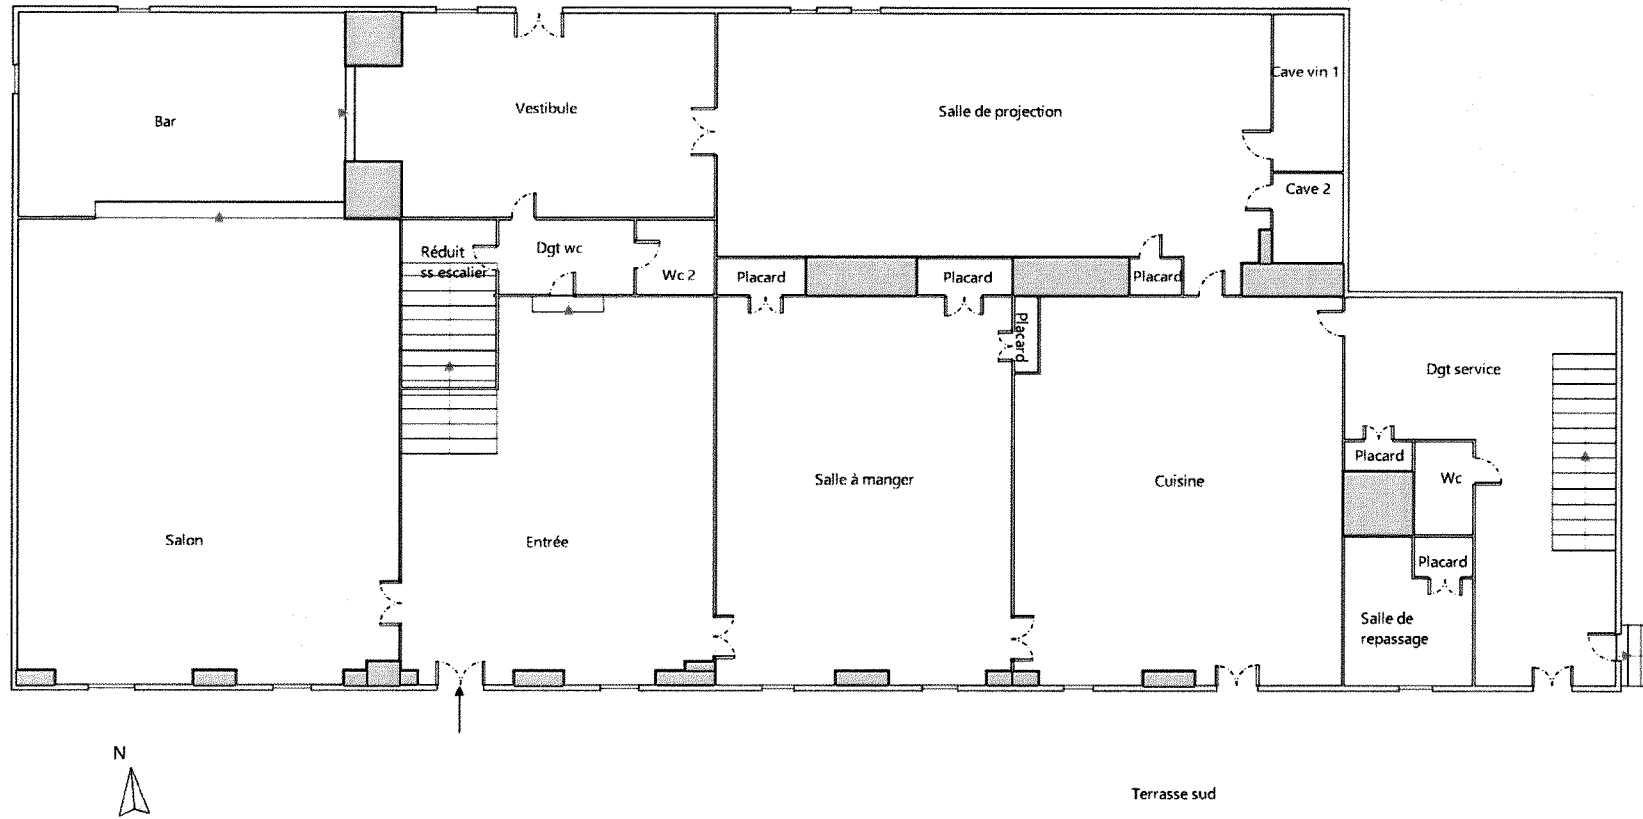 Cave vin 1
Bar
Vestibule
Salle de projection
Cave 2
Réduit
ss escalier
Dgt wc
Wc 2
Placard
Placard
Placard
Placard
Dgt service
Placard
Wc
Salle à manger
Cuisine
Salon
Entrée
Placard
Salle de
repassage
N
Terrasse sud